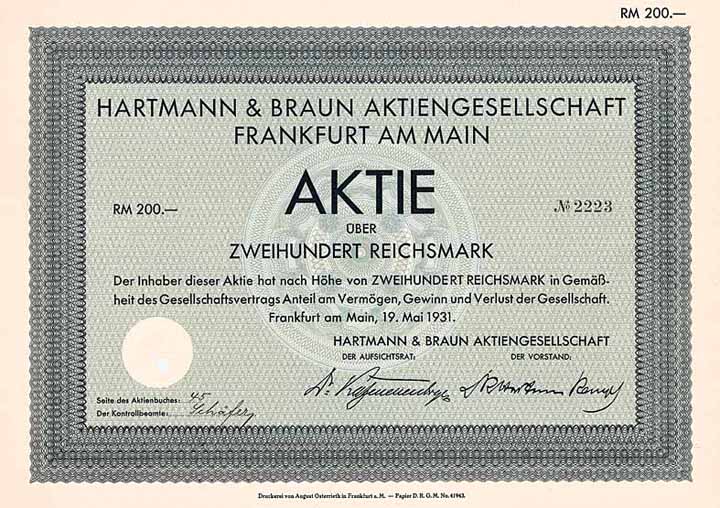 RM 200.—
HARTMANN & BRAUN AKTIENGESELLSCHAFT
FRANKFURT AM MAIN
AKTIE
RM 200.—
№ 2223
ÜBER
ZWEIHUNDERT REICHSMARK
Der Inhaber dieser Aktie hat nach Höhe von ZWEIHUNDERT REICHSMARK in Gemäß-
heit des Gesellschaftsvertrags Anteil am Vermögen, Gewinn und Verlust der Gesellschaft.
Frankfurt am Main, 19. Mai 1931.
HARTMANN & BRAUN AKTIENGESELLSCHAFT
DER AUFSICHTSRAT:
DER VORSTAND:
Seite des Aktienbuches: 45
Der Kontrollbeamte: Schäfer
Druckerei von August Osterrieth in Frankfurt a. M. — Papier D. R. G. M. No. 41963.